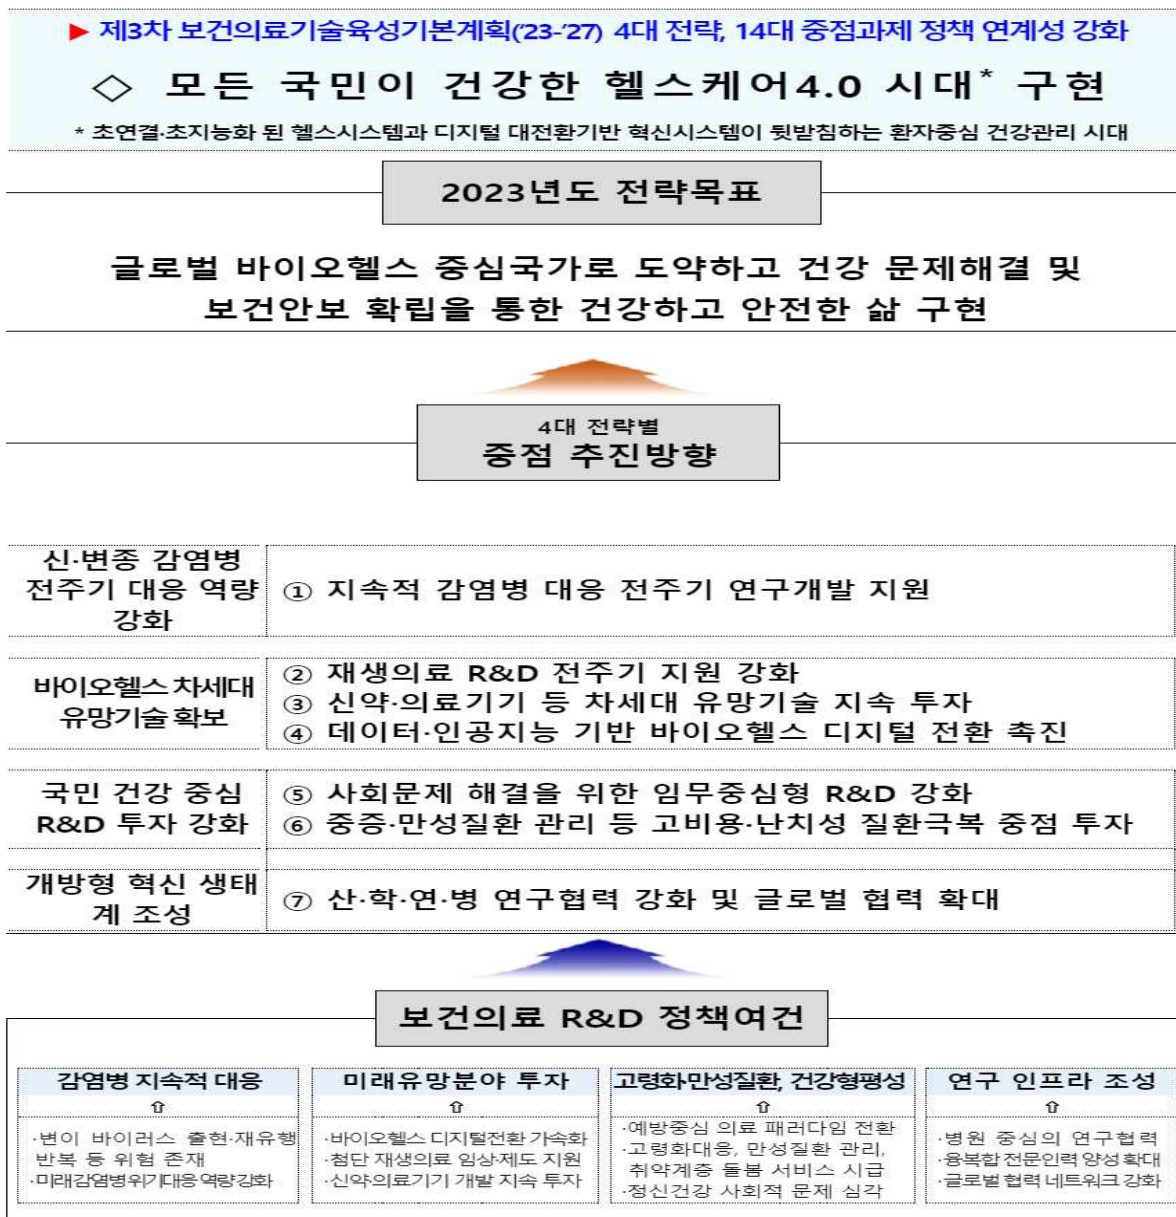 ▶ 제3차 보건의료기술육성기본계획('23-'27) 4대 전략, 14대 중점과제 정책 연계성 강화
◇ 모든 국민이 건강한 헬스케어4.0 시대* 구현
* 초연결·초지능화 된 헬스시스템과 디지털 대전환기반 혁신시스템이 뒷받침하는 환자중심 건강관리 시대
2023년도 전략목표
글로벌 바이오헬스 중심국가로 도약하고 건강 문제해결 및
보건안보 확립을 통한 건강하고 안전한 삶 구현
4대 전략별
중점 추진방향
신·변종 감염병
전주기 대응 역량
강화
① 지속적 감염병 대응 전주기 연구개발 지원
바이오헬스 차세대
유망기술 확보
② 재생의료 R&D 전주기 지원 강화
③ 신약·의료기기 등 차세대 유망기술 지속 투자
④ 데이터·인공지능 기반 바이오헬스 디지털 전환 촉진
국민 건강 중심
R&D 투자 강화
⑤ 사회문제 해결을 위한 임무중심형 R&D 강화
⑥ 중증·만성질환 관리 등 고비용·난치성 질환극복 중점 투자
개방형 혁신 생태
계 조성
⑦ 산·학·연·병 연구협력 강화 및 글로벌 협력 확대
보건의료 R&D 정책여건
감염병 지속적 대응
⇧
·변이 바이러스 출현·재유행
반복 등 위험 존재
·미래감염병위기대응역량강화
미래유망분야 투자
⇧
·바이오헬스 디지털전환 가속화
·첨단 재생의료 임상·제도 지원
·신약·의료기기 개발 지속 투자
고령화·만성질환, 건강형평성
⇧
·예방중심 의료 패러다임 전환
·고령화대응, 만성질환 관리,
취약계층 돌봄 서비스 시급
·정신건강 사회적 문제 심각
연구 인프라 조성
⇧
·병원 중심의 연구협력
·융복합 전문인력 양성 확대
·글로벌 협력 네트워크 강화